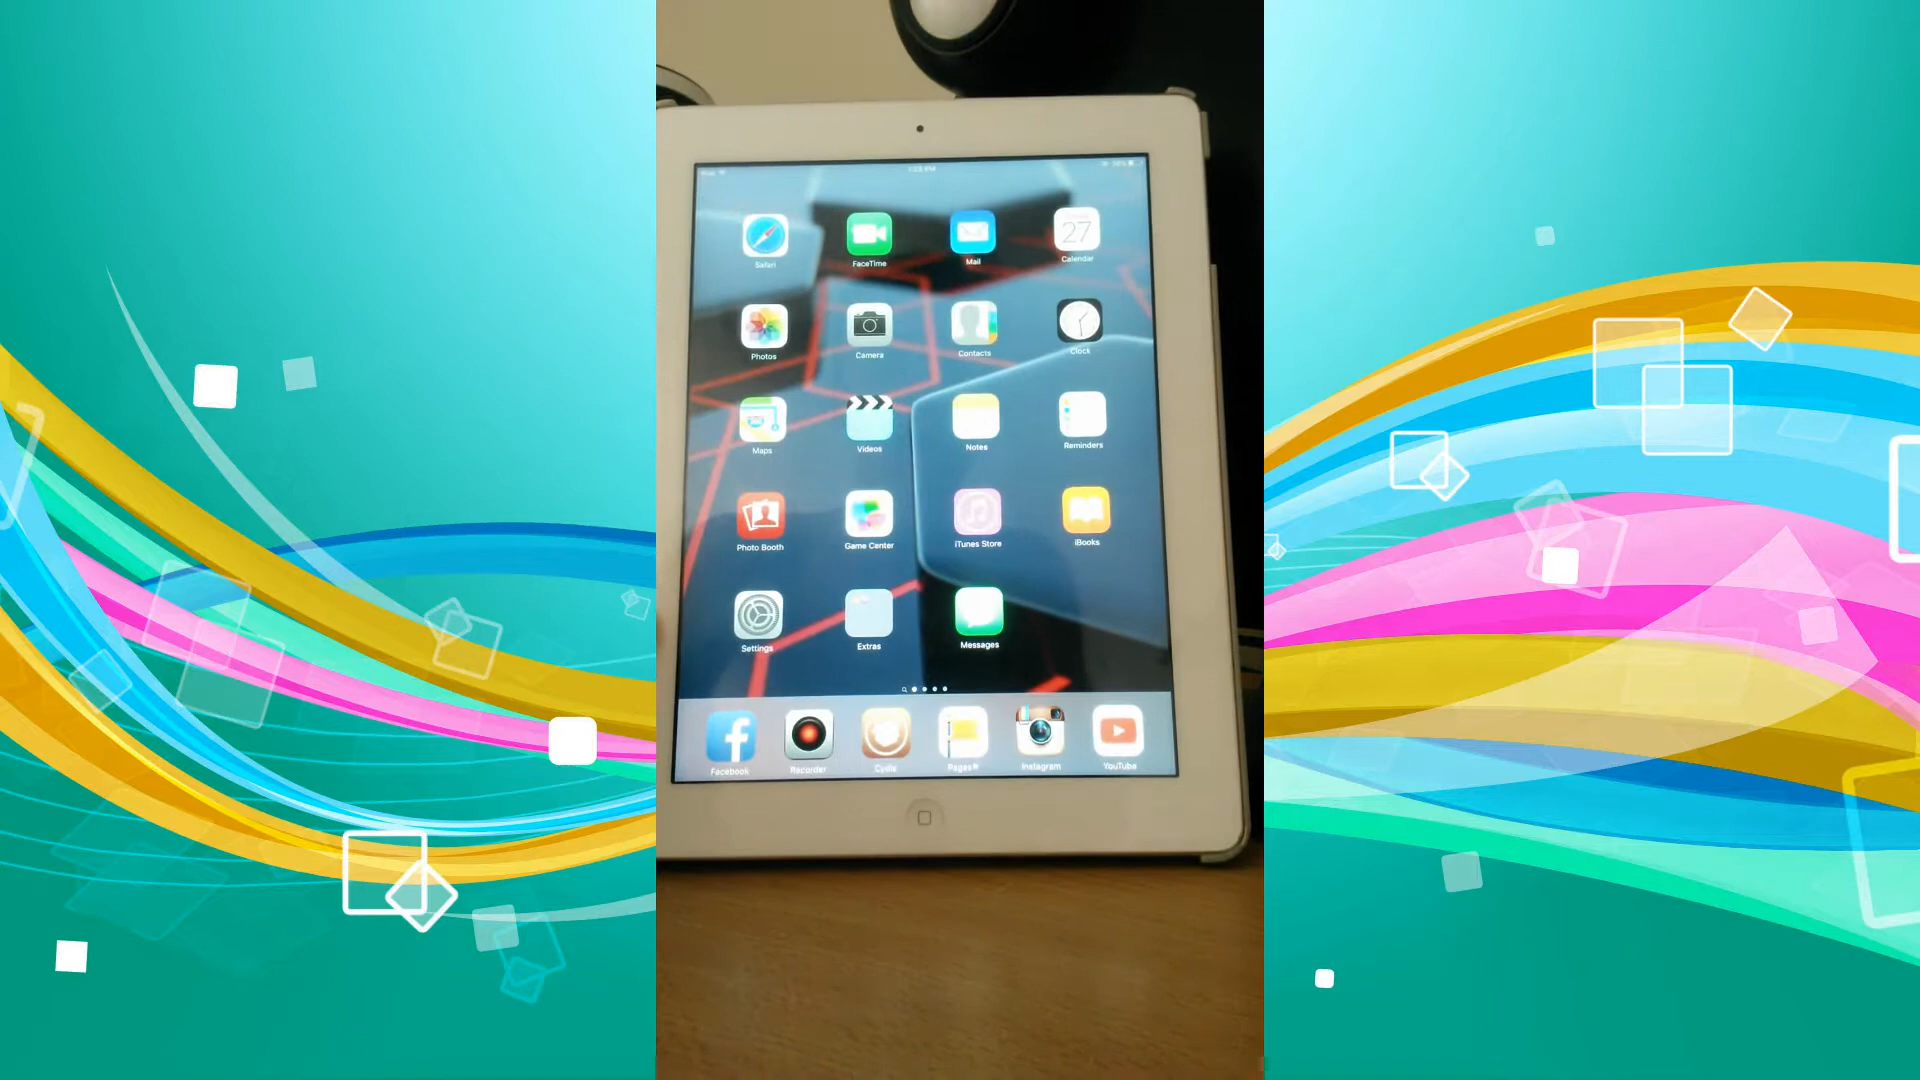 Safari FaceTime Mail Calendar
27
Photos Camera Contacts Clock
Maps Videos Notes Reminders
Photo Booth Game Center iTunes Store iBooks
Settings Extras Messages
Facebook Recorder Cydia Pages Instagram YouTube